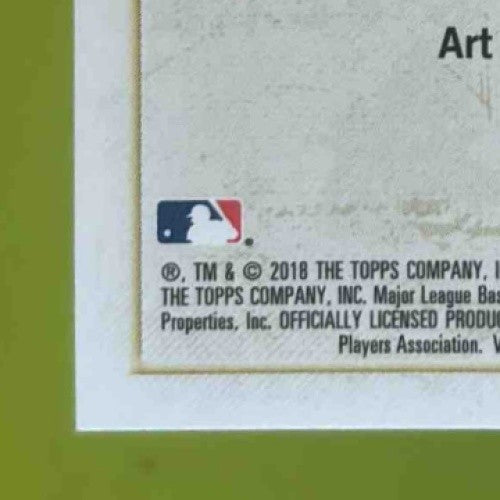 Art
®, TM & © 2018 THE TOPPS COMPANY,
THE TOPPS COMPANY, INC. Major League
Properties, Inc. OFFICIALLY LICENSED
Players Association.